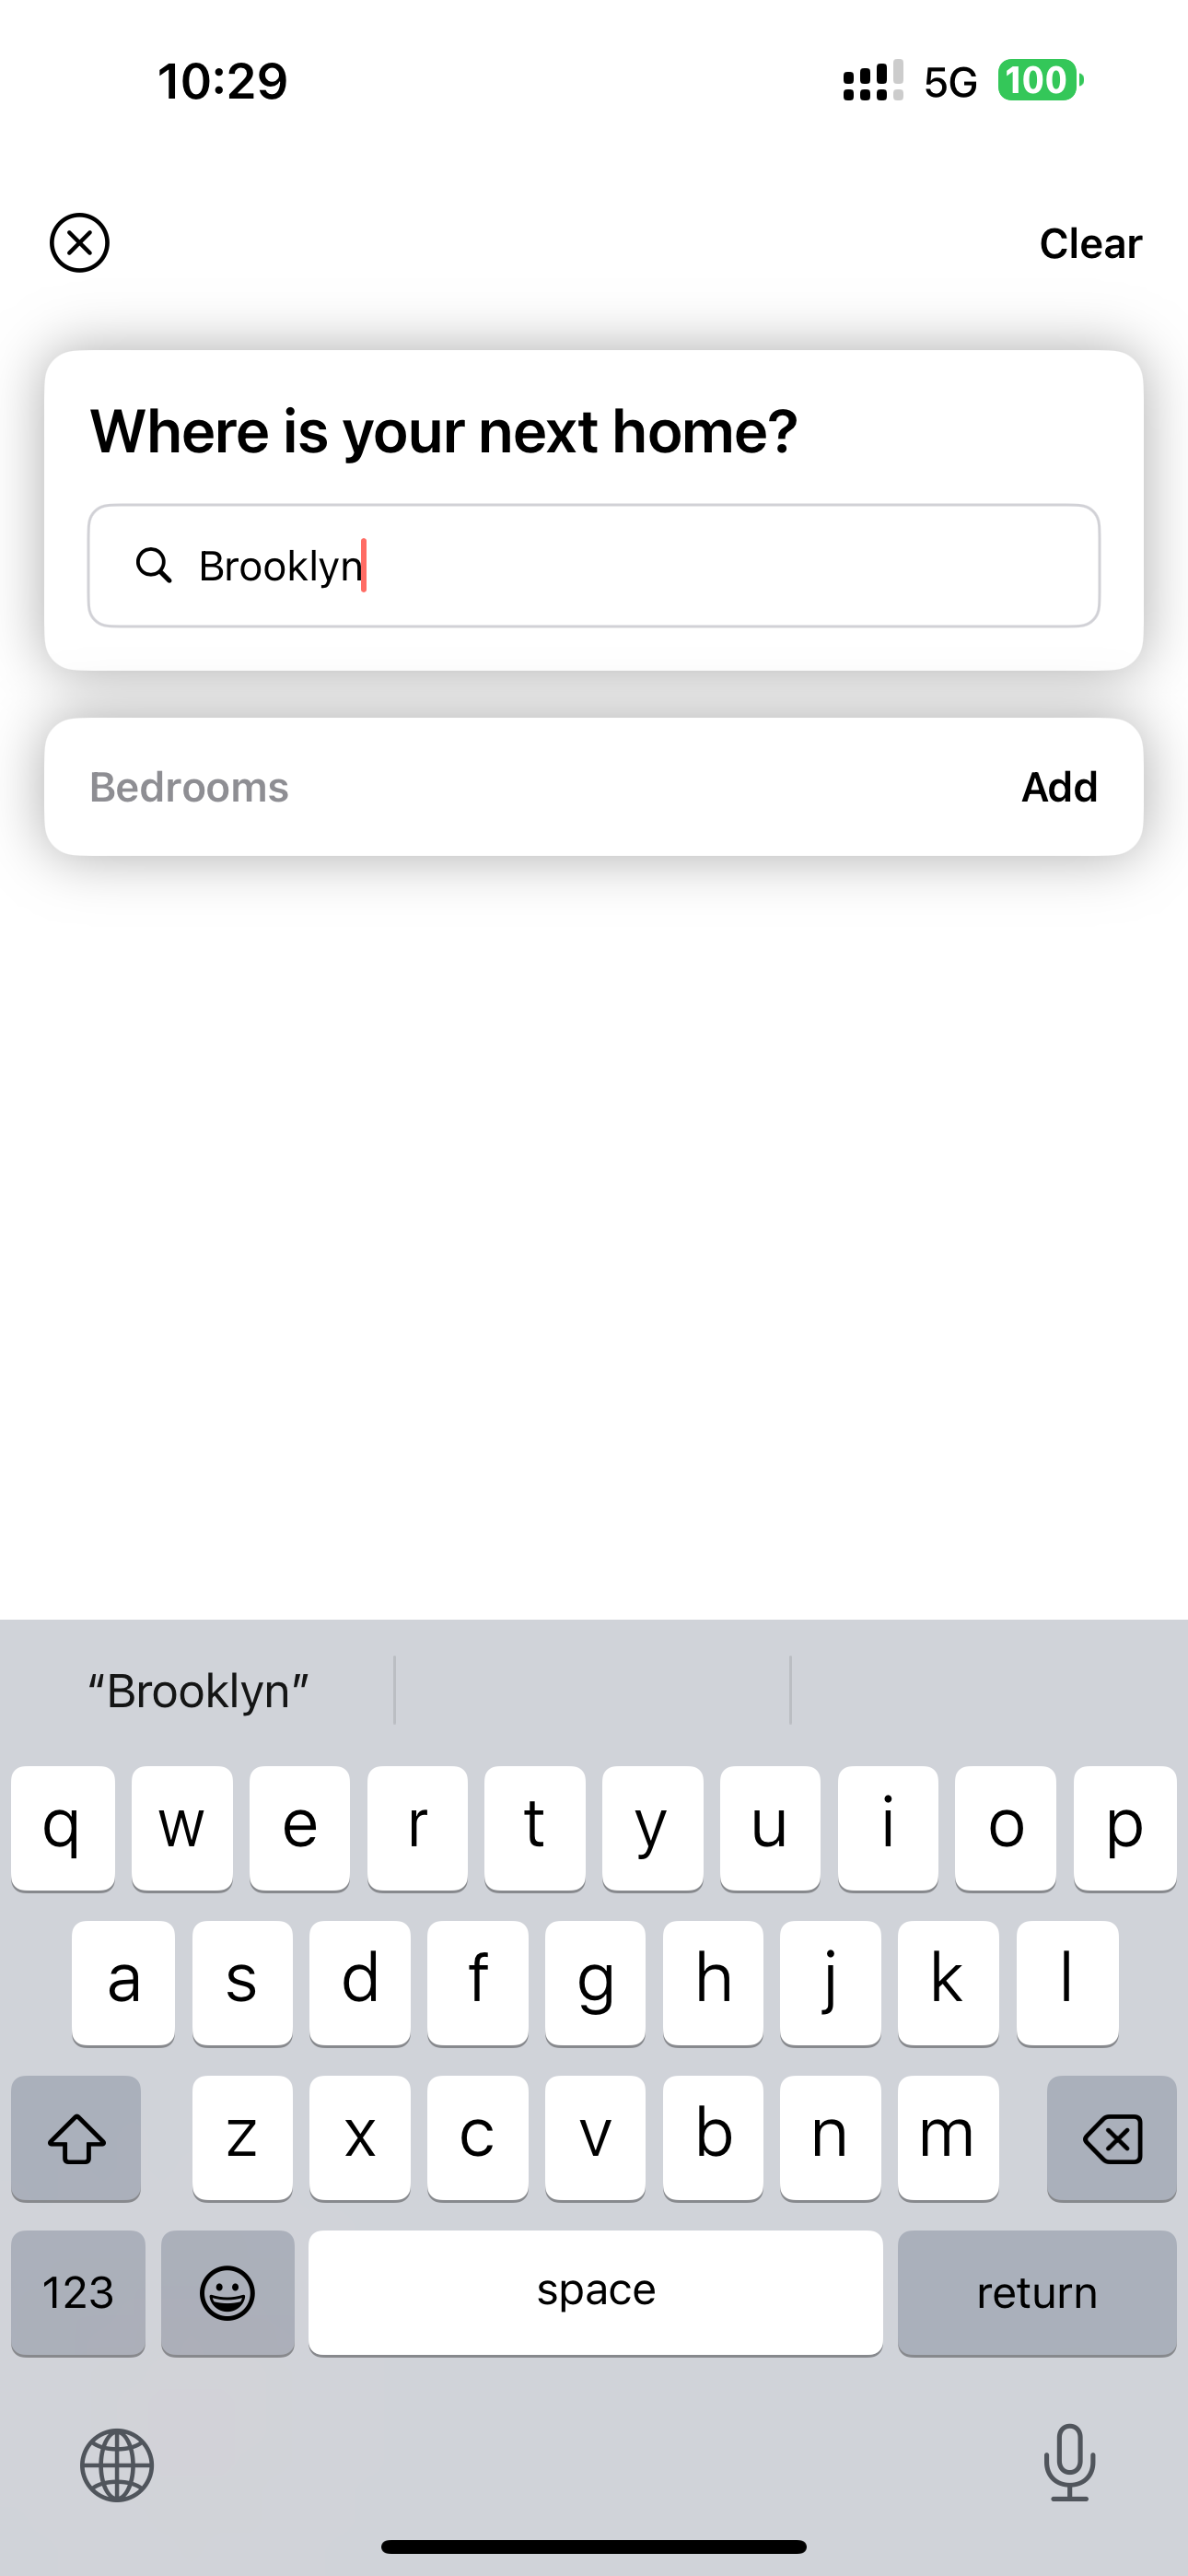 10:29
5G 100
Clear
Where is your next home?
Brooklyn
Bedrooms
Add
“Brooklyn”
q w e r t y u i o p
a s d f g h j k l
z x c v b n m
123 space return